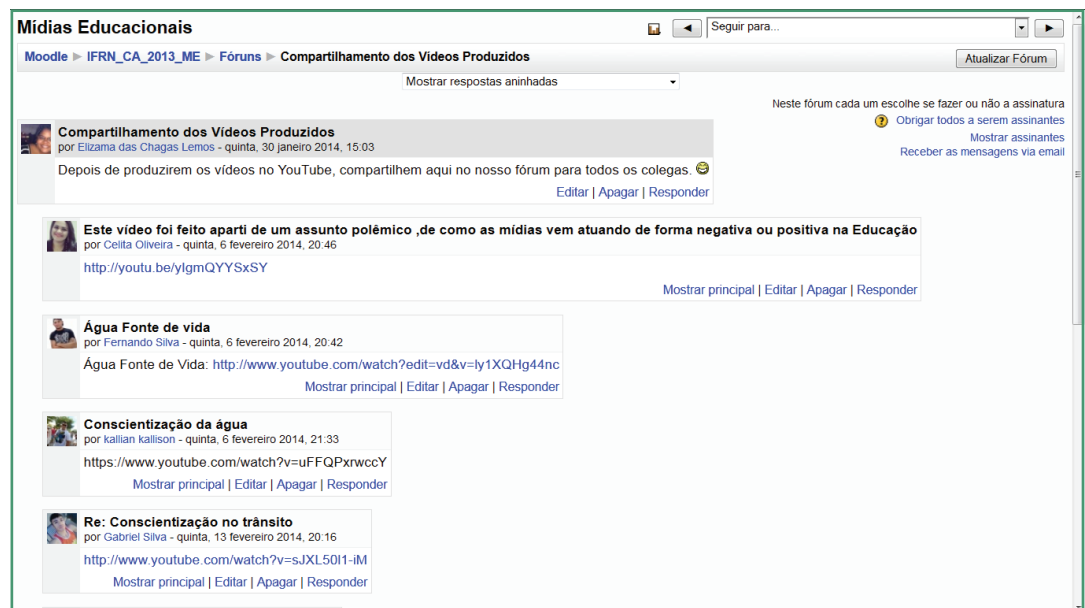 Mídias Educacionais
Seguir para...
Moodle ► IFRN_CA_2013_ME ► Fóruns ► Compartilhamento dos Vídeos Produzidos
Atualizar Fórum
Mostrar respostas aninhadas
Neste fórum cada um escolhe se fazer ou não a assinatura
Obrigar todos a serem assinantes
Mostrar assinantes
Receber as mensagens via email
Compartilhamento dos Vídeos Produzidos
por Elizama das Chagas Lemos - quinta, 30 janeiro 2014, 15:03
Depois de produzirem os vídeos no YouTube, compartilhem aqui no nosso fórum para todos os colegas.
Editar | Apagar | Responder
Este vídeo foi feito aparti de um assunto polêmico ,de como as mídias vem atuando de forma negativa ou positiva na Educação
por Celita Oliveira - quinta, 6 fevereiro 2014, 20:46
http://youtu.be/yIgmQYYSxSY
Mostrar principal | Editar | Apagar | Responder
Água Fonte de vida
por Fernando Silva - quinta, 6 fevereiro 2014, 20:42
Água Fonte de Vida: http://www.youtube.com/watch?edit=vd&v=ly1XQHg44nc
Mostrar principal | Editar | Apagar | Responder
Conscientização da água
por kallian kallison - quinta, 6 fevereiro 2014, 21:33
https://www.youtube.com/watch?v=uFFQPxrwccY
Mostrar principal | Editar | Apagar | Responder
Re: Conscientização no trânsito
por Gabriel Silva - quinta, 13 fevereiro 2014, 20:16
http://www.youtube.com/watch?v=sJXL50I1-iM
Mostrar principal | Editar | Apagar | Responder